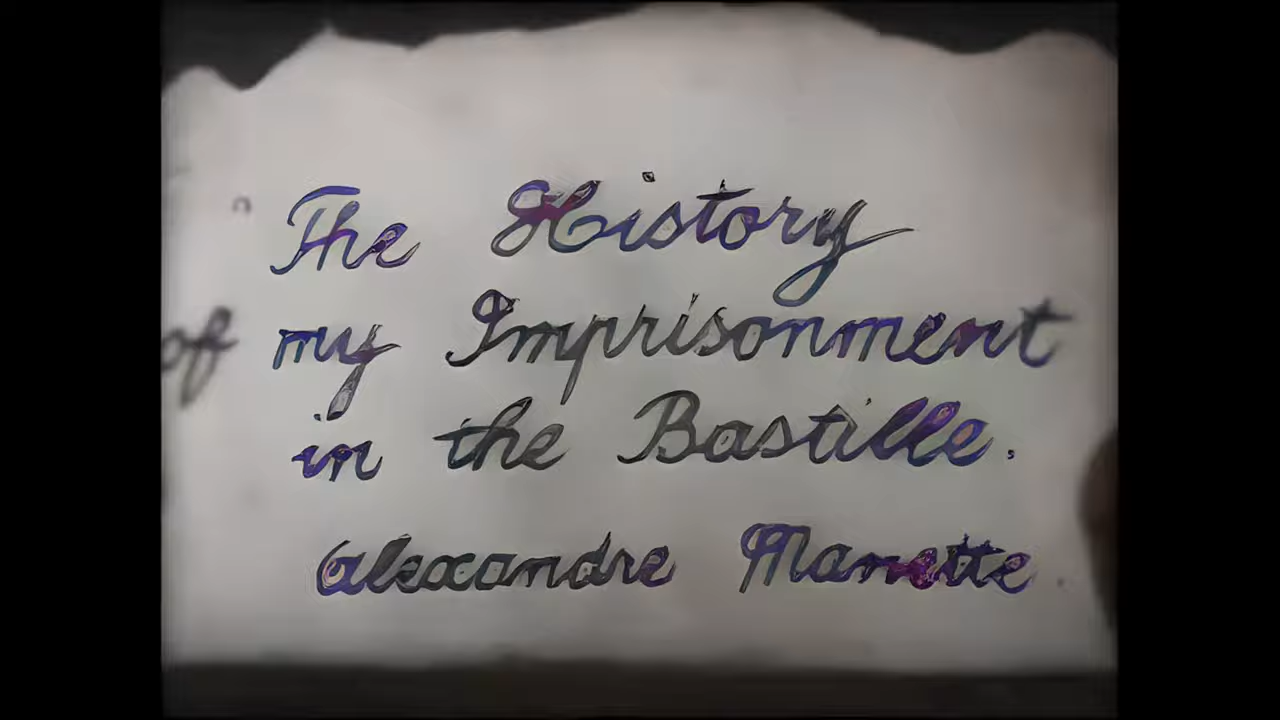 The History
of my Imprisonment
in the Bastille.
Alexandre Manette